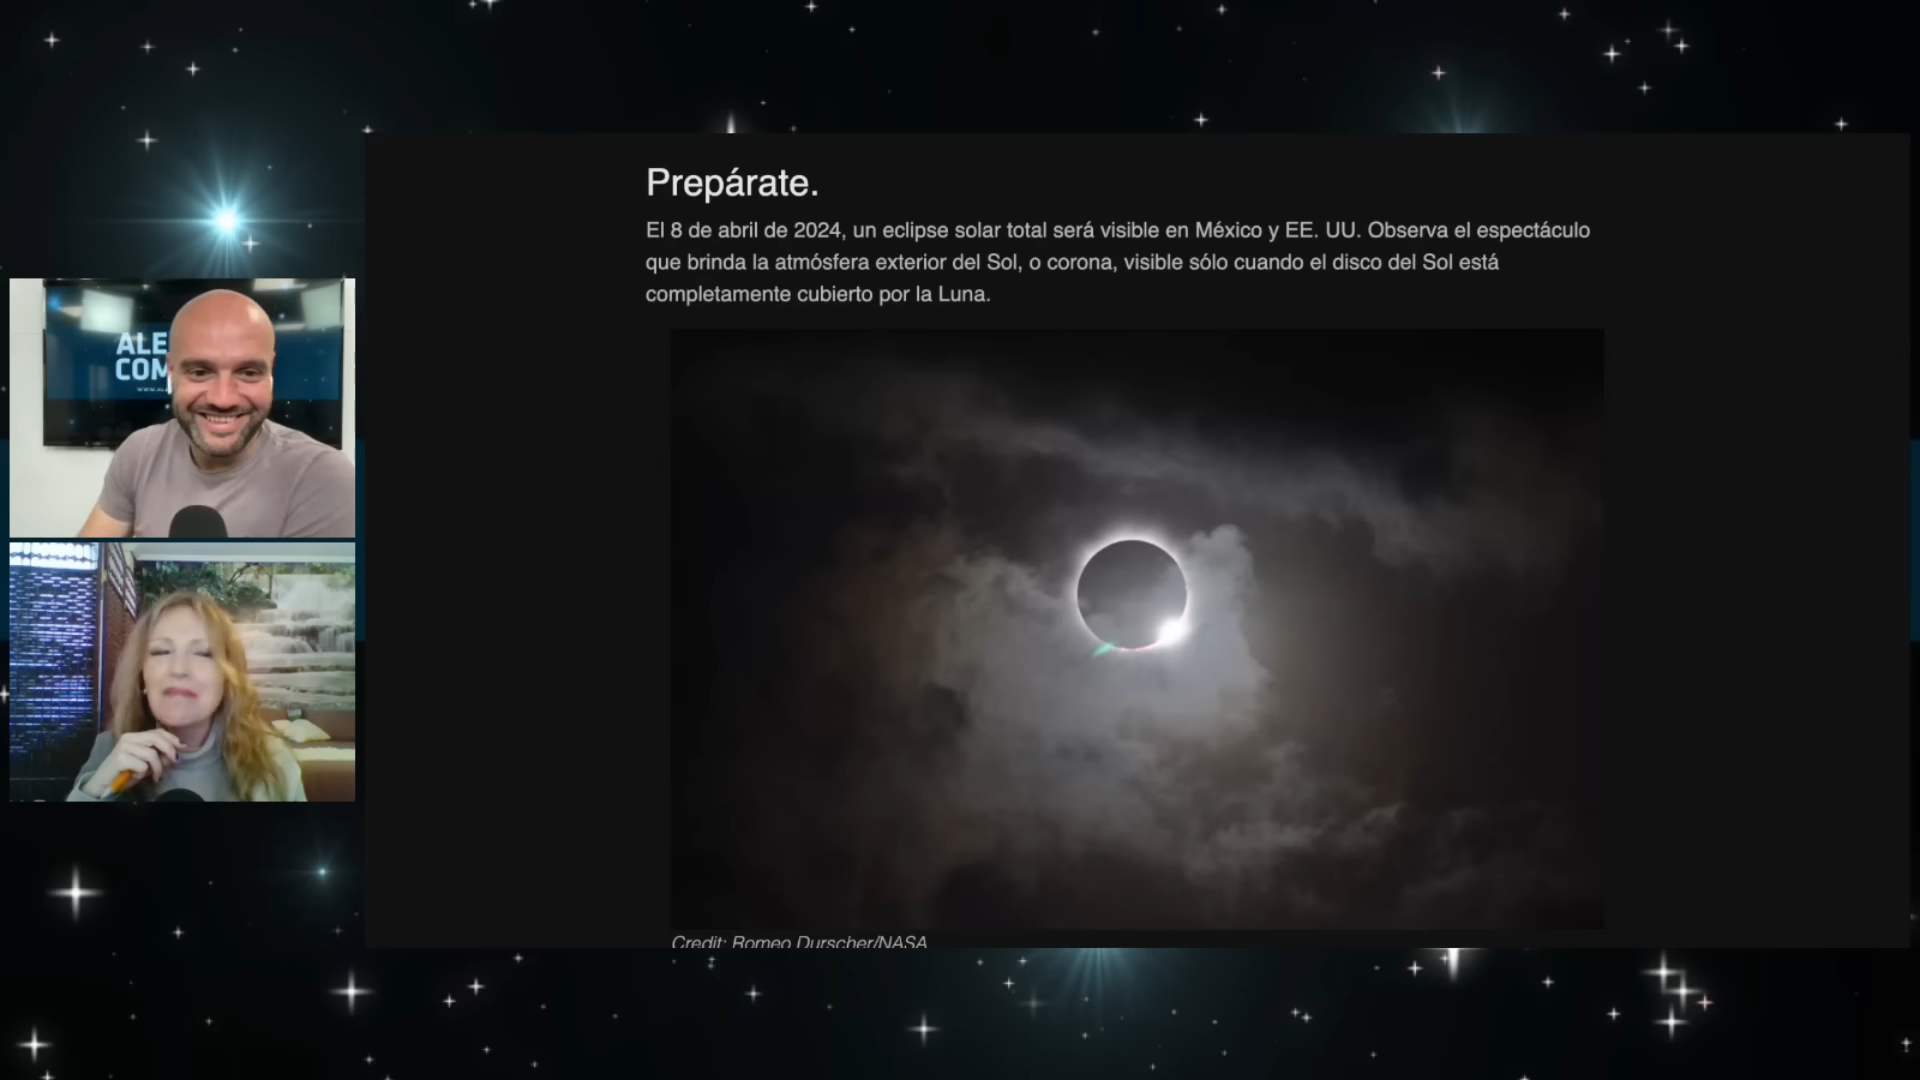 Prepárate.
El 8 de abril de 2024, un eclipse solar total será visible en México y EE. UU. Observa el espectáculo
que brinda la atmósfera exterior del Sol, o corona, visible sólo cuando el disco del Sol está
completamente cubierto por la Luna.
ALE
COM
Credit: Romeo Durscher/NASA